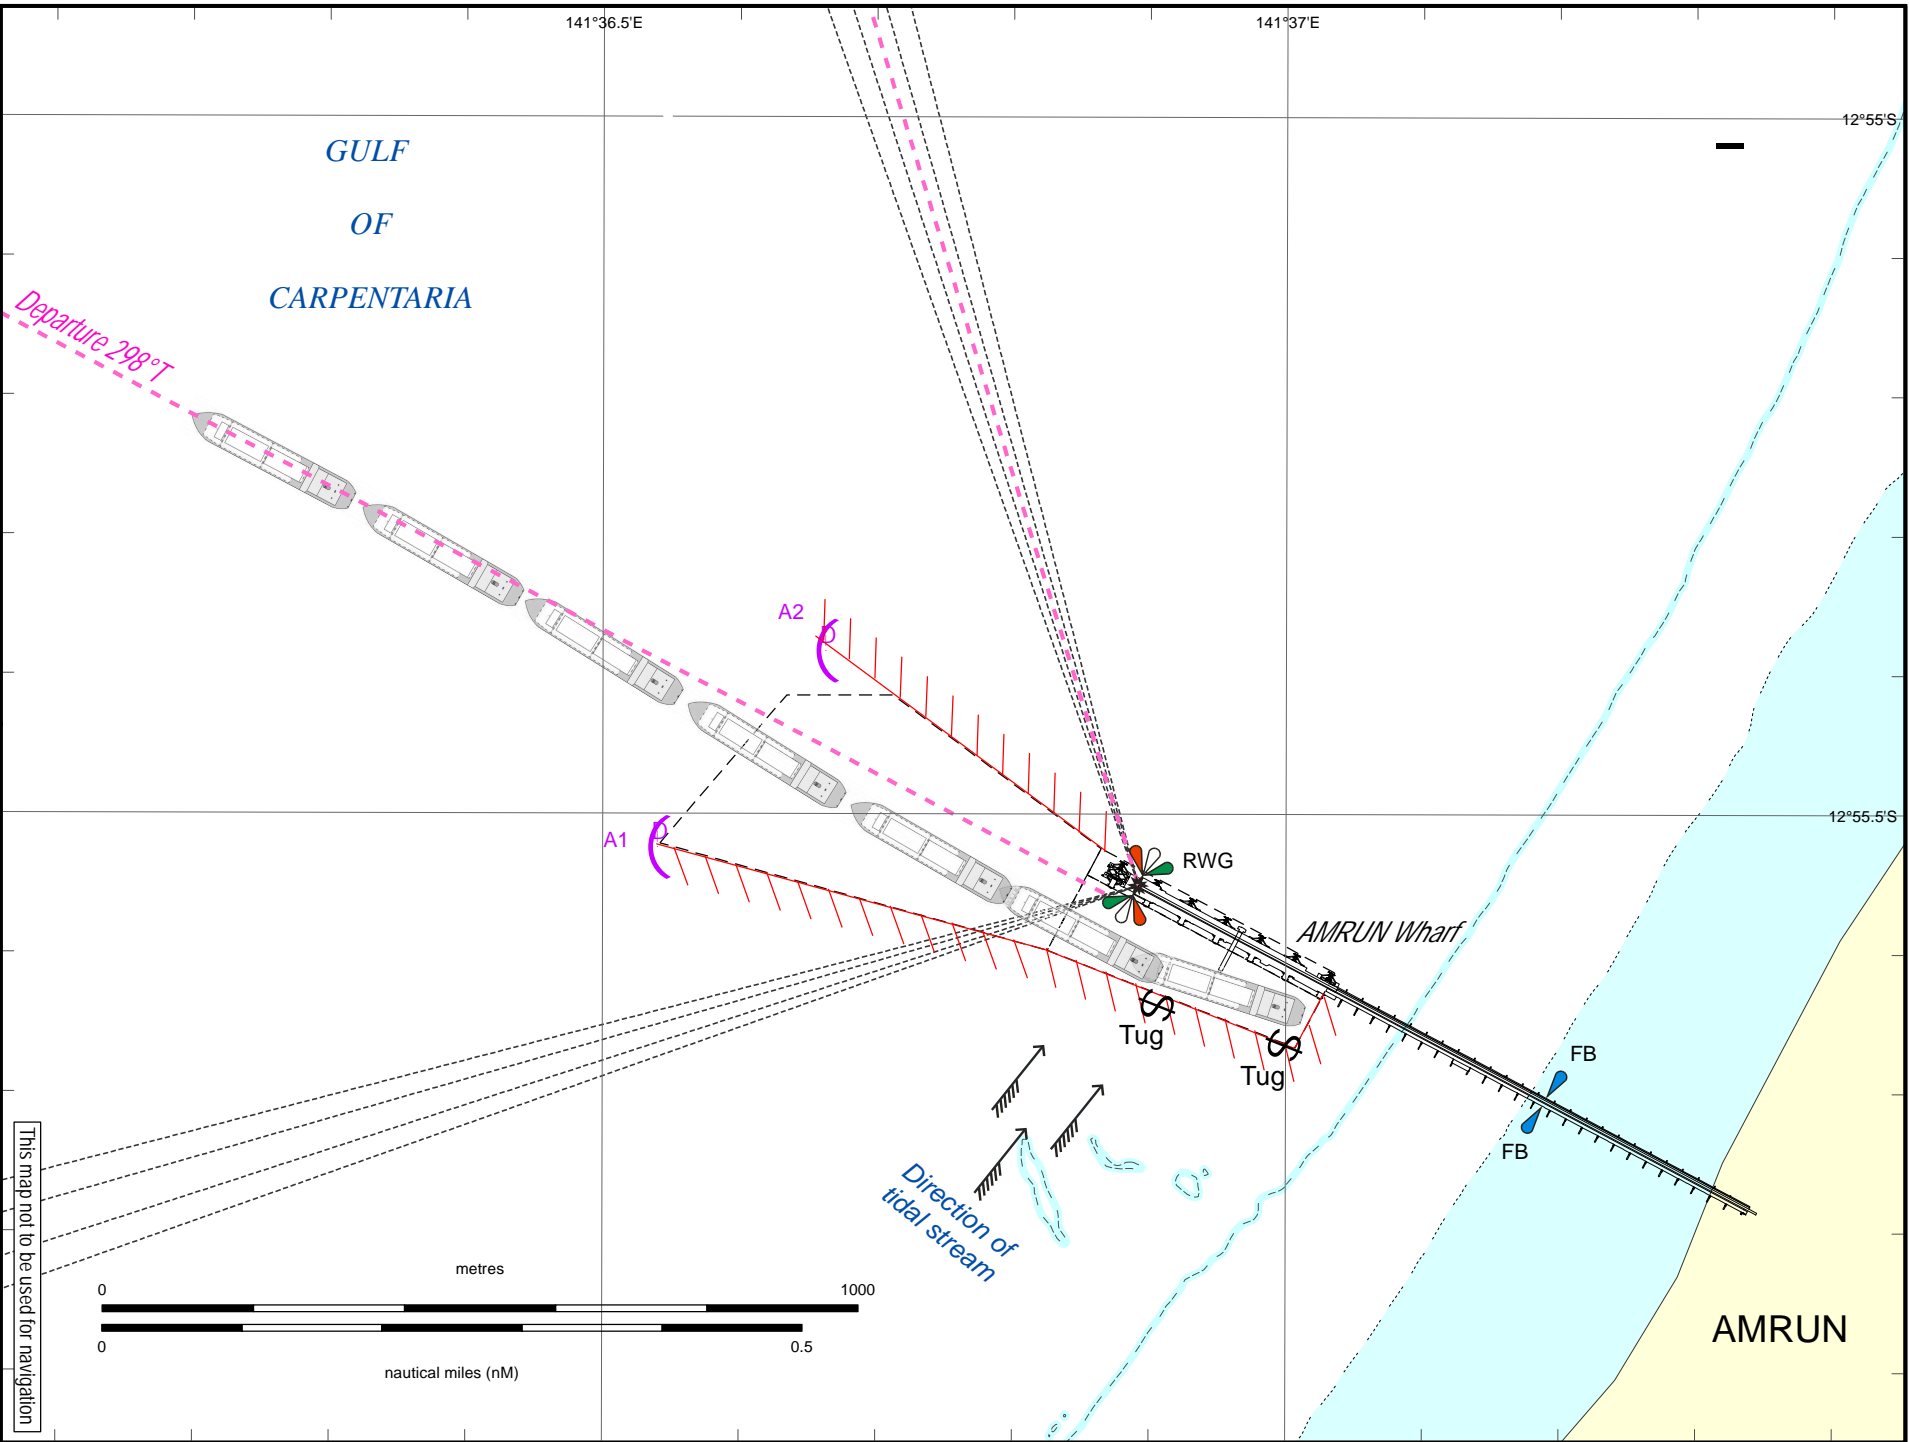 141°36.5'E
141°37'E
12°55'S
GULF
OF
CARPENTARIA
Departure 298°T
A2
D
12°55.5'S
A1
D
RWG
AMRUN Wharf
Tug
Tug
FB
FB
Direction of
tidal stream
This map not to be used for navigation
metres
0
1000
0
0.5
nautical miles (nM)
AMRUN